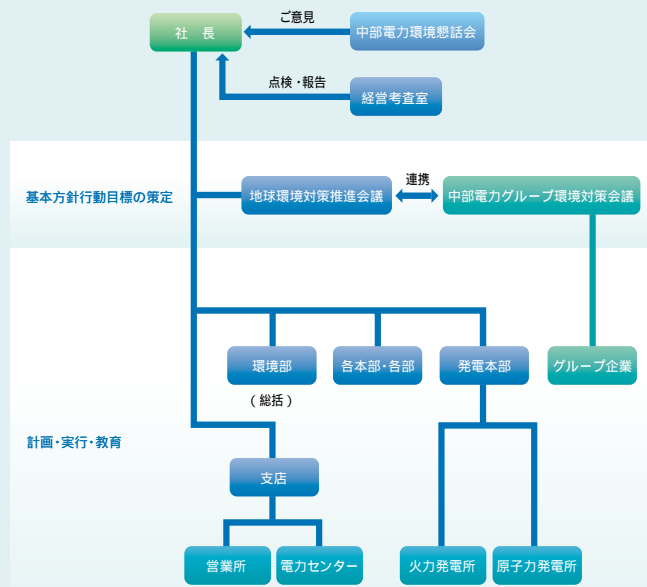 ご意見
社　長
中部電力環境懇話会
点検・報告
経営考査室
基本方針行動目標の策定
地球環境対策推進会議
連携
中部電力グループ環境対策会議
環境部
各本部・各部
発電本部
グループ企業
(総括)
計画・実行・教育
支店
営業所
電力センター
火力発電所
原子力発電所